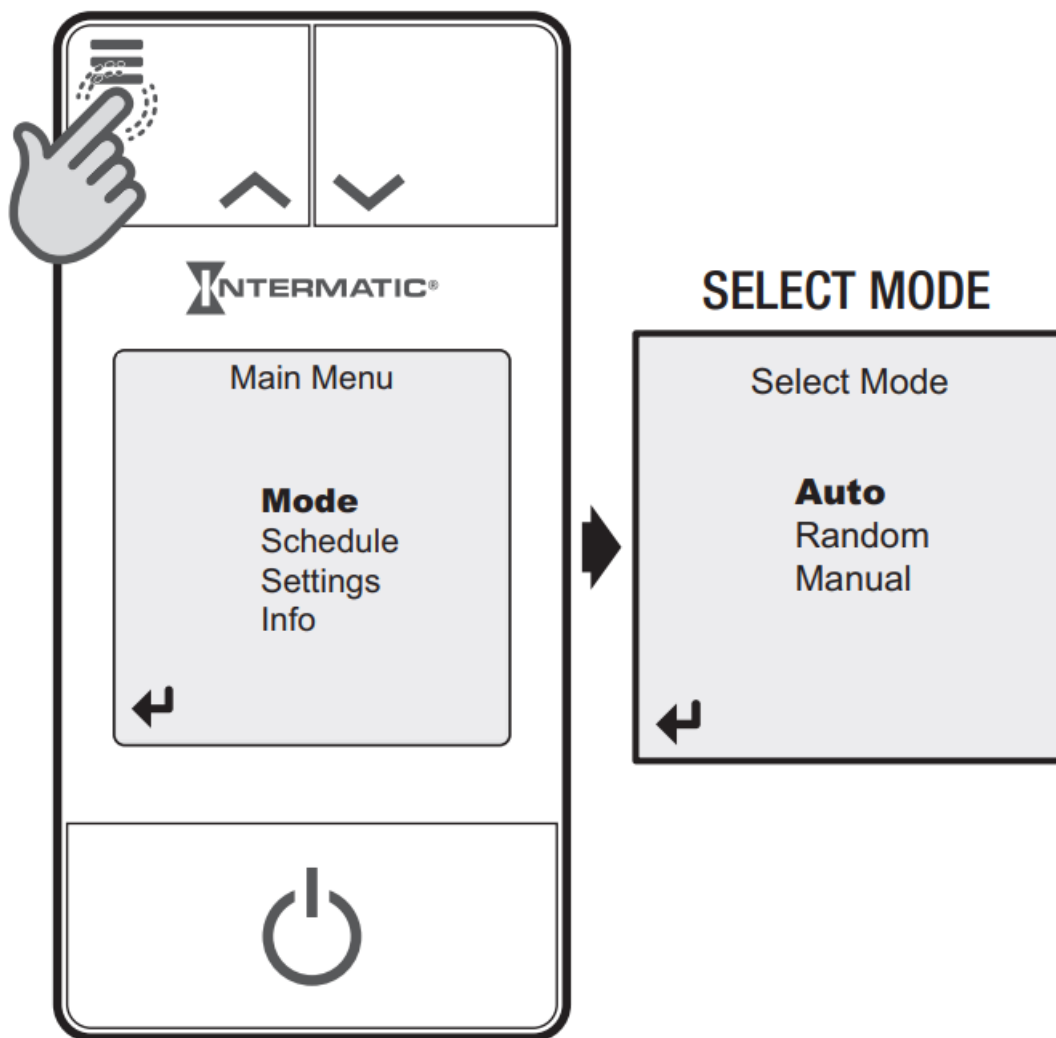 INTERMATIC®
Main Menu
Mode
Schedule
Settings
Info
SELECT MODE
Select Mode
Auto
Random
Manual